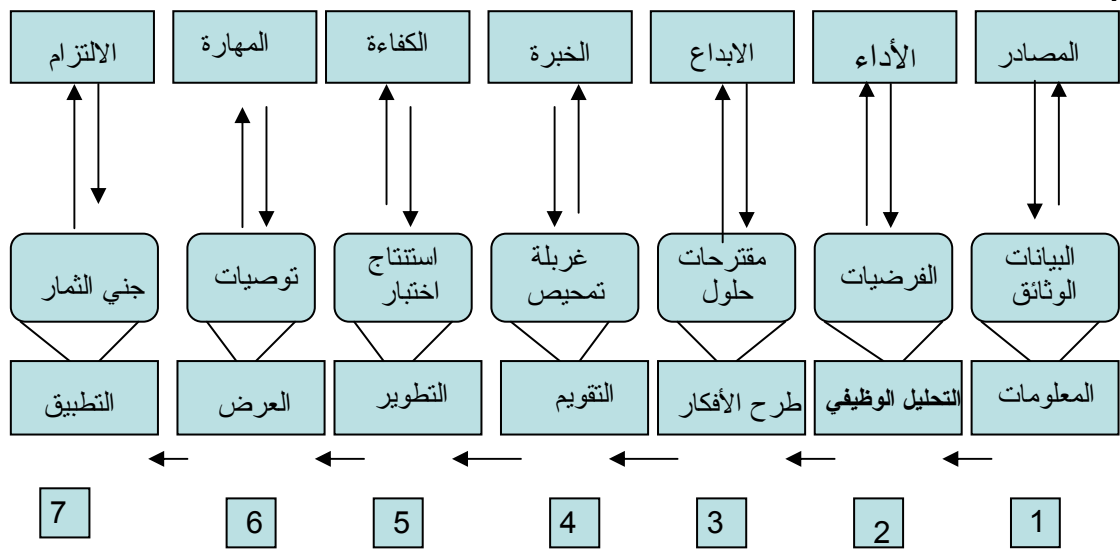 المصادر
الأداء
الابداع
الخبرة
الكفاءة
المهارة
الالتزام
البيانات
الوثائق
الفرضيات
مقترحات
حلول
غربلة
تمحيص
استنتاج
اختبار
توصيات
جني الثمار
المعلومات
التحليل الوظيفي
طرح الأفكار
التقويم
التطوير
العرض
التطبيق
1
2
3
4
5
6
7